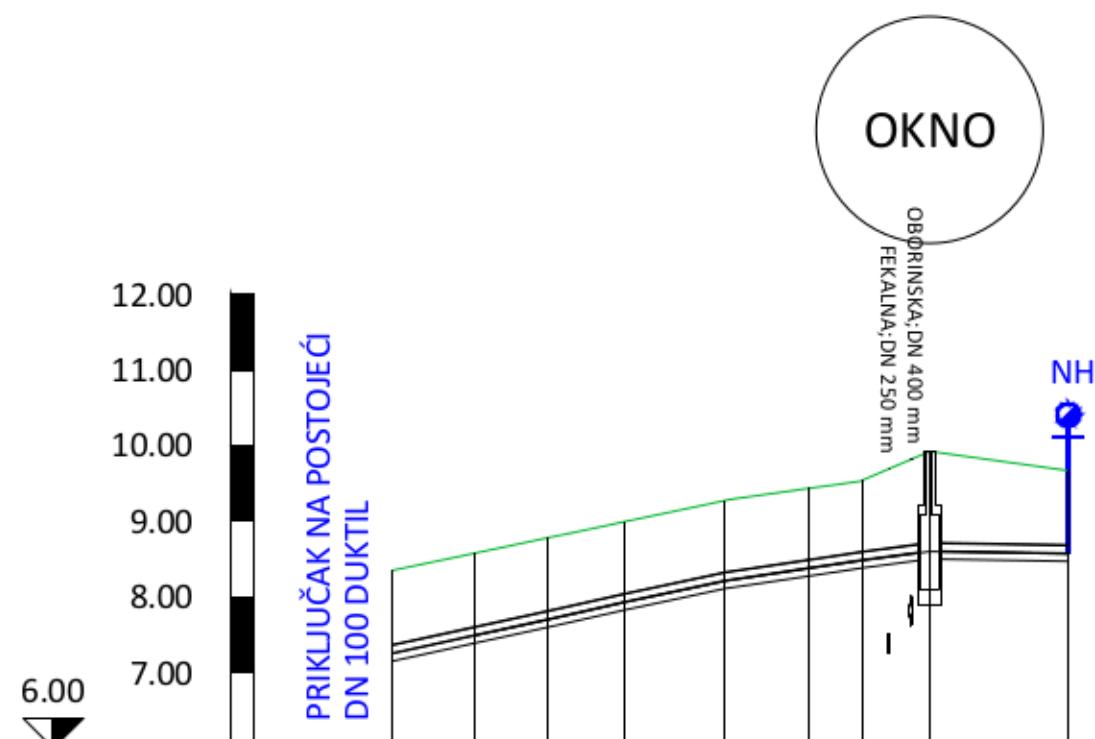 OKNO
OBORINSKA;DN 400 mm
FEKALNA;DN 250 mm
12.00
11.00
10.00
9.00
8.00
7.00
6.00
PRIKLJUČAK NA POSTOJEĆI
DN 100 DUKTIL
NH